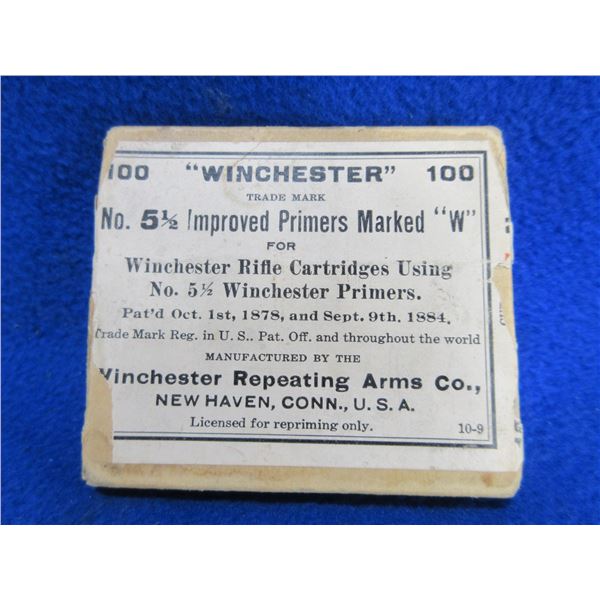 100 "WINCHESTER" 100
TRADE MARK
No. 5½ Improved Primers Marked "W"
FOR
Winchester Rifle Cartridges Using
No. 5½ Winchester Primers.
Pat'd Oct. 1st, 1878, and Sept. 9th. 1884.
Trade Mark Reg. in U. S.. Pat. Off. and throughout the world
MANUFACTURED BY THE
Winchester Repeating Arms Co.,
NEW HAVEN, CONN., U. S. A.
Licensed for repriming only. 10-9